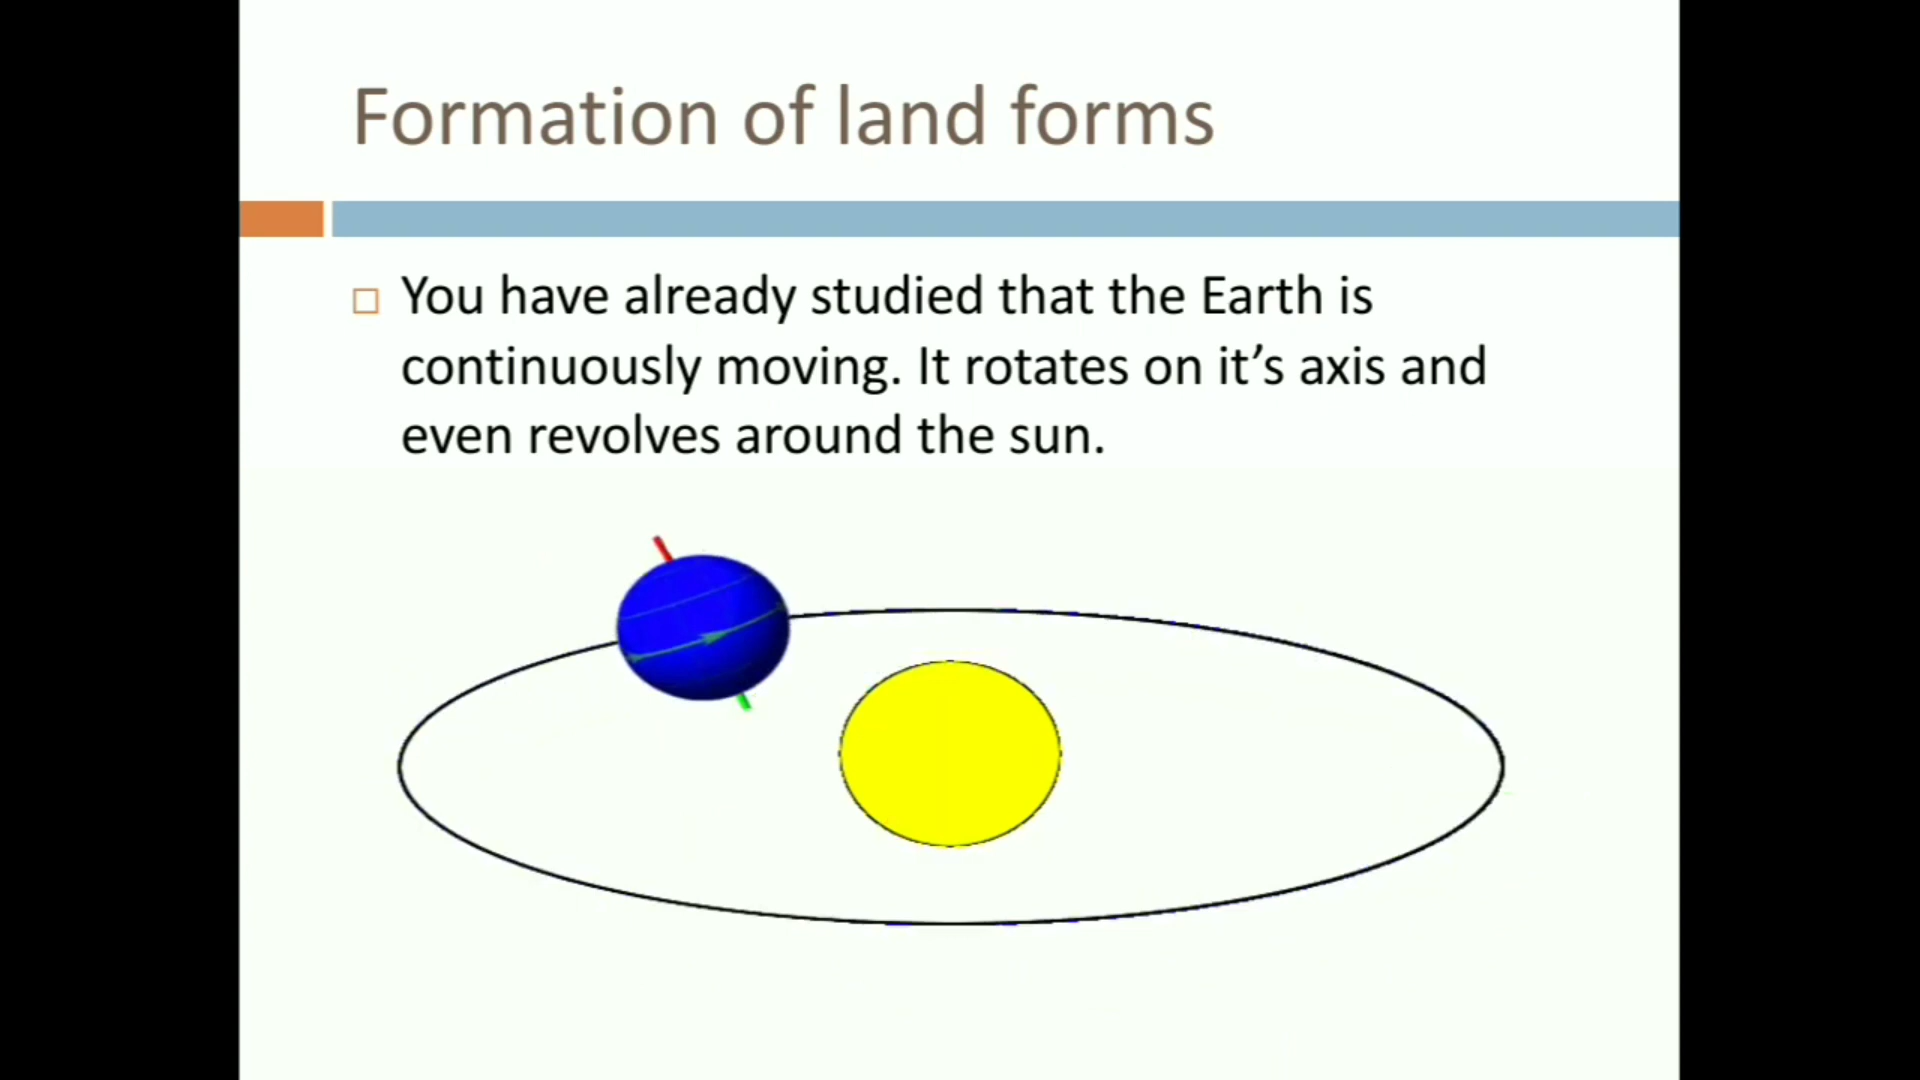 Formation of land forms
You have already studied that the Earth is
continuously moving. It rotates on it’s axis and
even revolves around the sun.